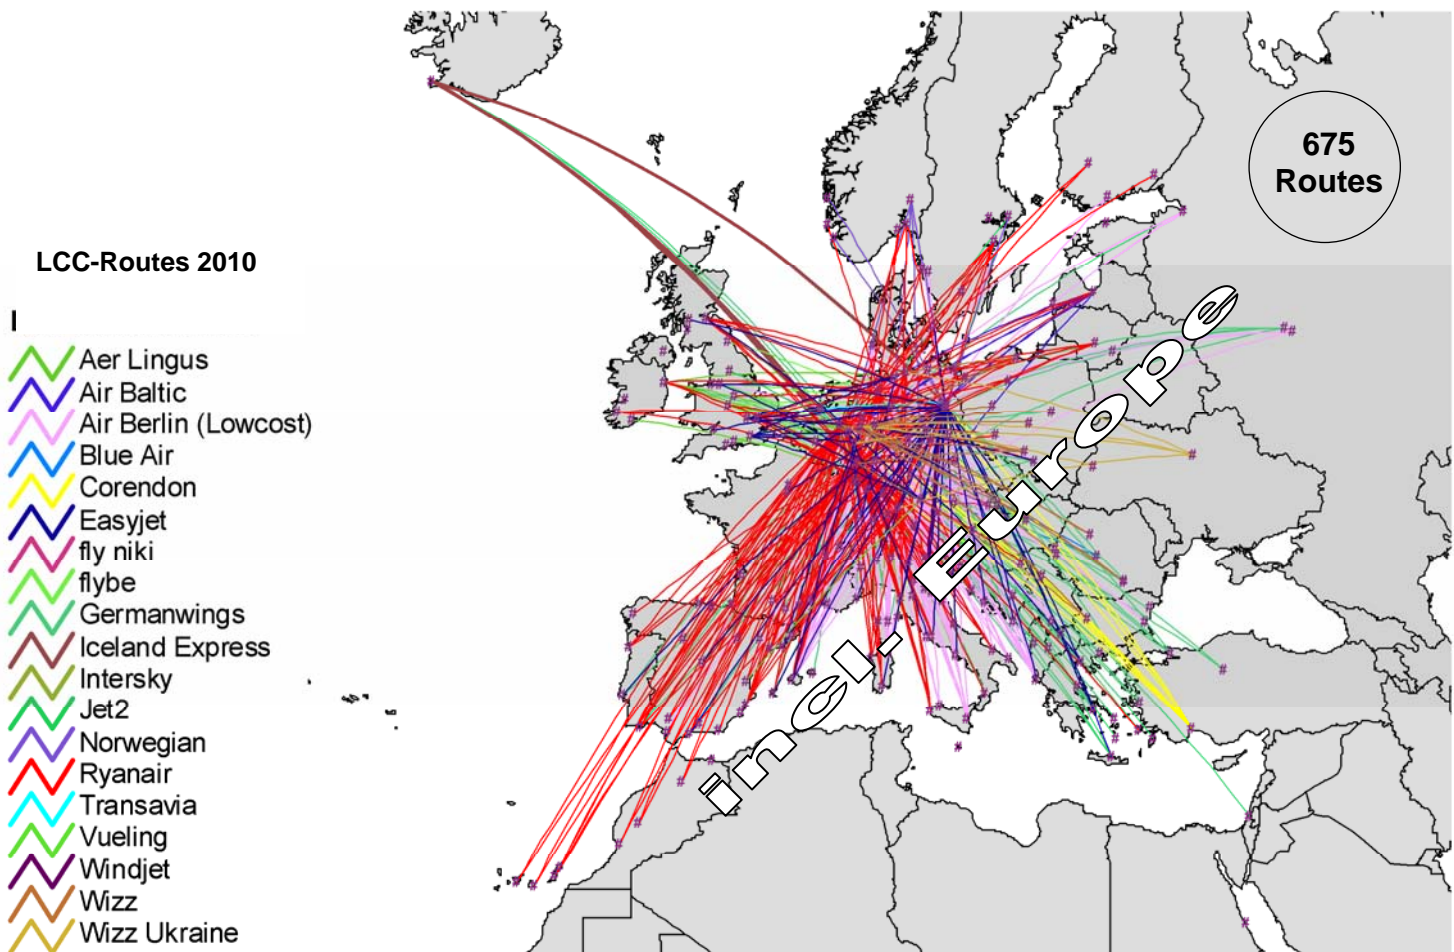 675
Routes
LCC-Routes 2010
Aer Lingus
Air Baltic
Air Berlin (Lowcost)
Blue Air
Corendon
Easyjet
fly niki
flybe
Germanwings
Iceland Express
Intersky
Jet2
Norwegian
Ryanair
Transavia
Vueling
Windjet
Wizz
Wizz Ukraine
incl. Europe